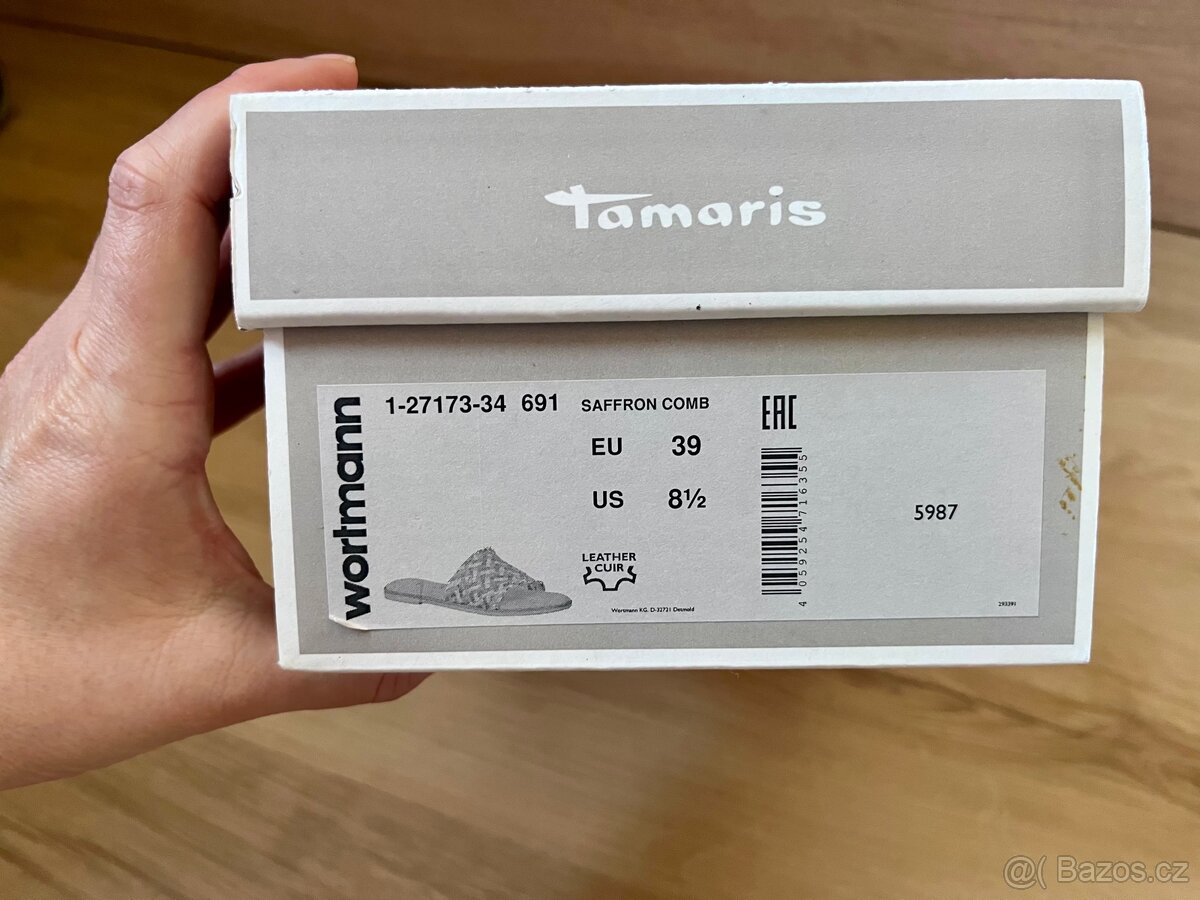 Tamaris
wortmann
1-27173-34 691 SAFFRON COMB
EU 39
US 8½
LEATHER
CUIR
Wortmann KG. D-32721 Detmold
EAC
4 059254 716355
5987
293391
@( Bazos.cz